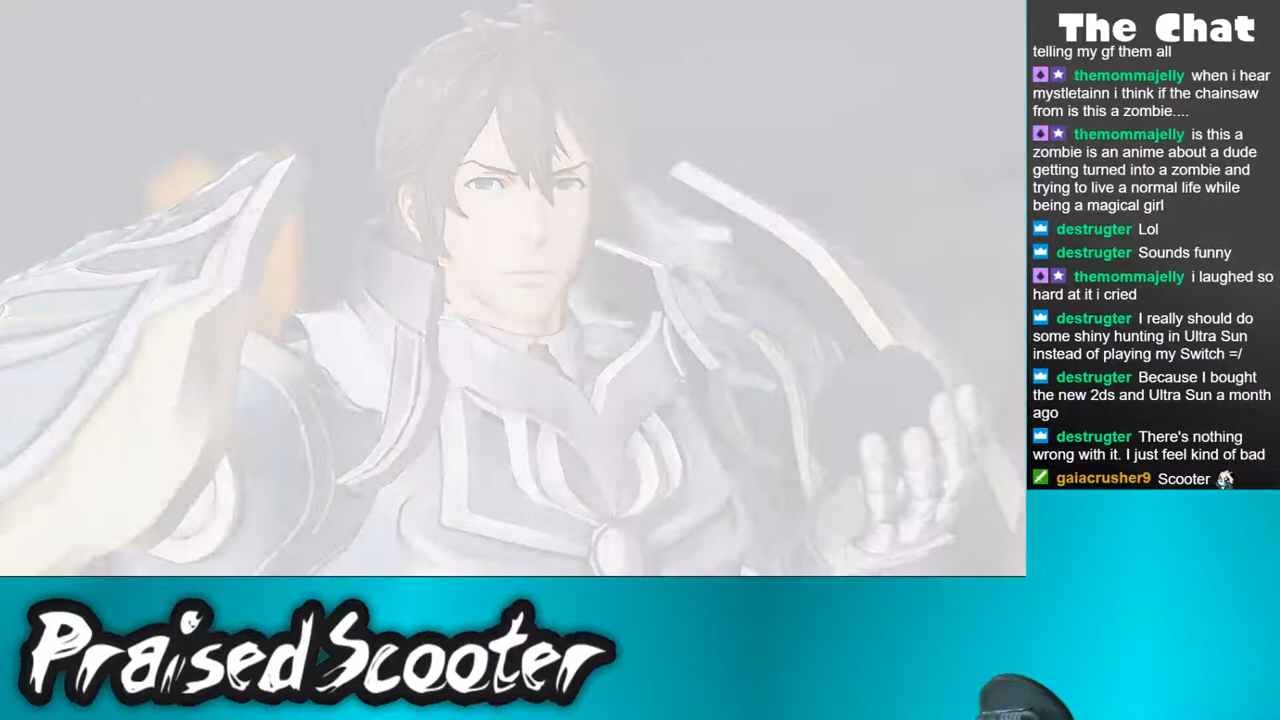 The Chat
telling my gf them all
themommajelly when i hear
mystletainn i think if the chainsaw
from is this a zombie....
themommajelly is this a
zombie is an anime about a dude
getting turned into a zombie and
trying to live a normal life while
being a magical girl
destrugter Lol
destrugter Sounds funny
themommajelly i laughed so
hard at it i cried
destrugter I really should do
some shiny hunting in Ultra Sun
instead of playing my Switch =/
destrugter Because I bought
the new 2ds and Ultra Sun a month
ago
destrugter There's nothing
wrong with it. I just feel kind of bad
gaiacrusher9 Scooter
PraisedScooter